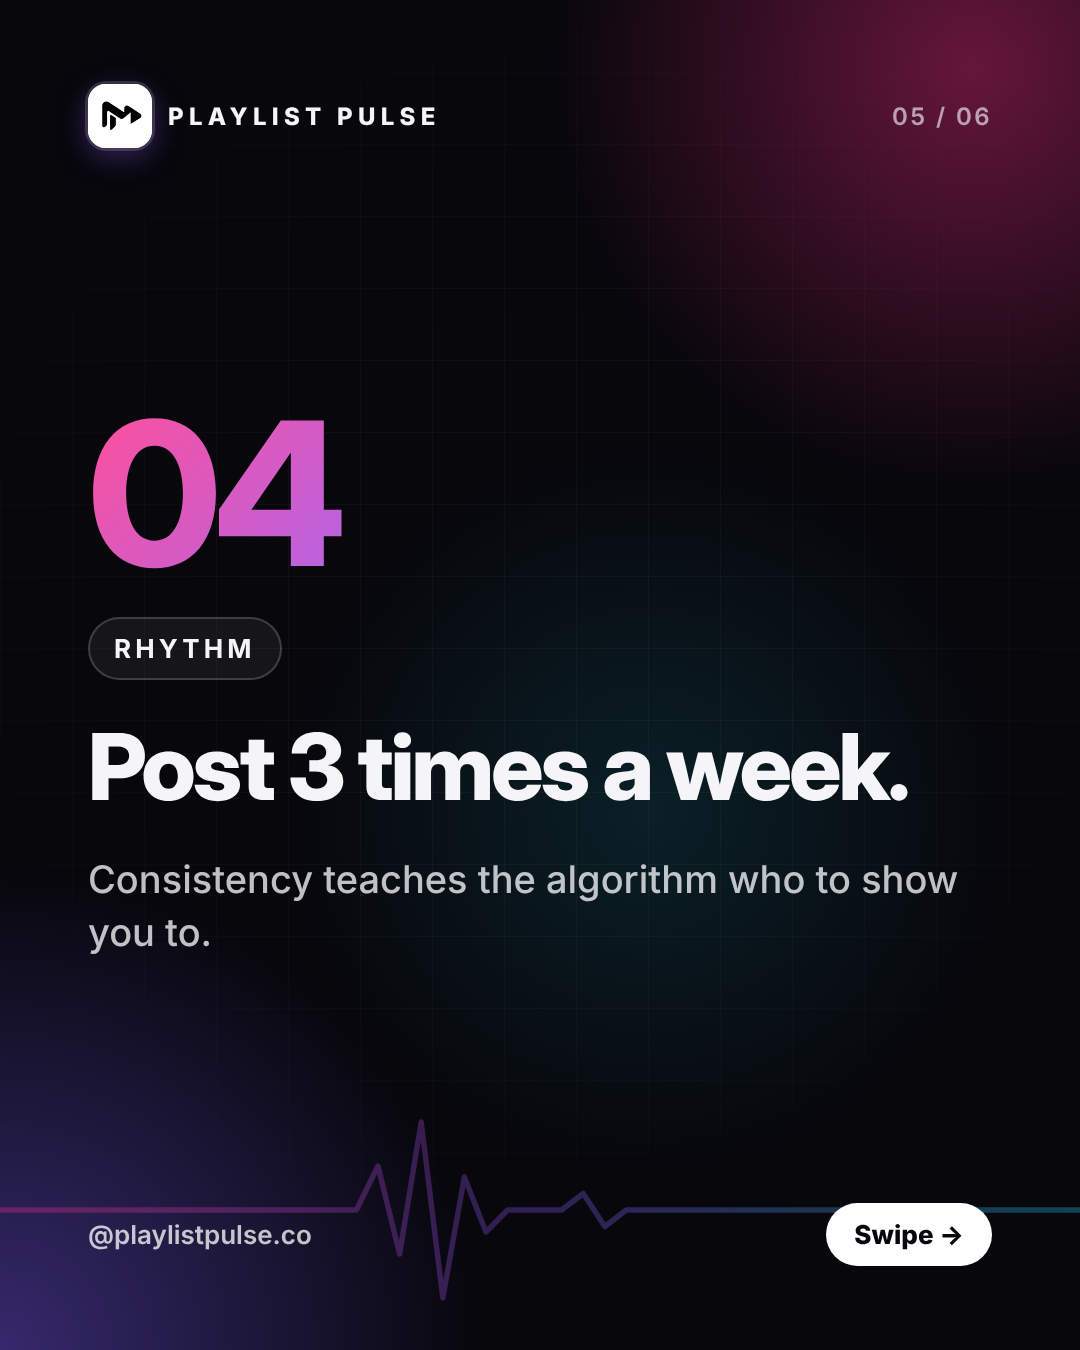 PLAYLIST PULSE
05 / 06
04
RHYTHM
Post 3 times a week.
Consistency teaches the algorithm who to show
you to.
@playlistpulse.co
Swipe →